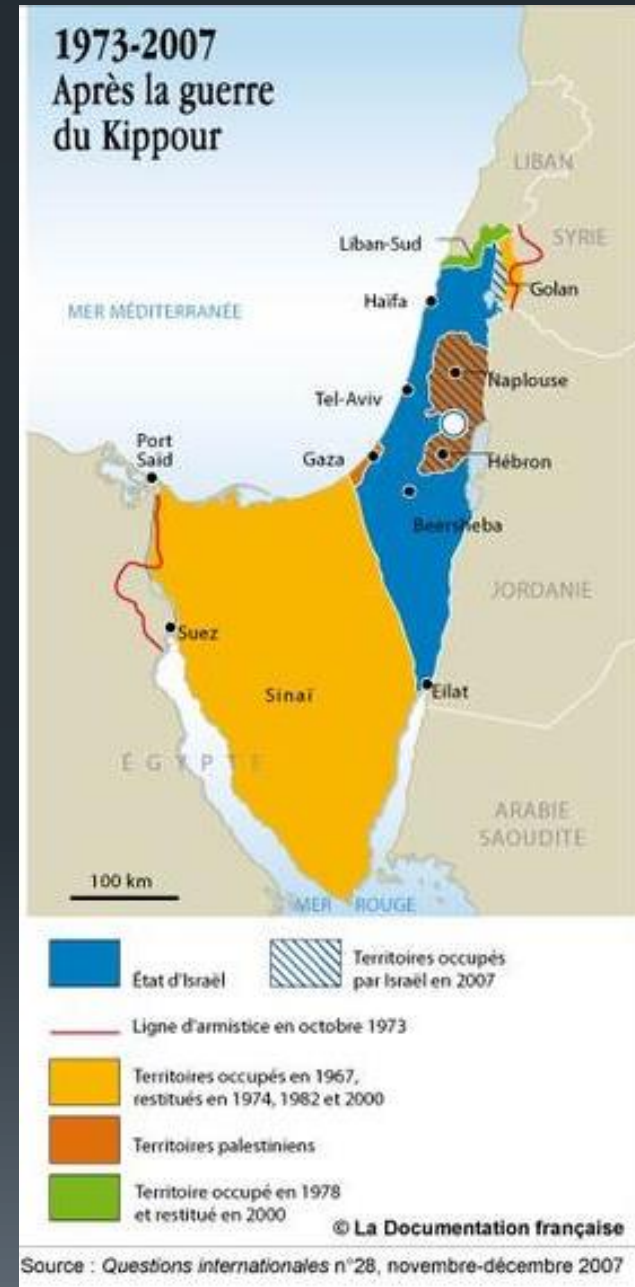 1973-2007
Après la guerre
du Kippour
LIBAN
Liban-Sud
SYRIE
Golan
Haïfa
MER MÉDITERRANÉE
Naplouse
Tel-Aviv
Port
Saïd
Gaza
Hébron
Beersheba
JORDANIE
Suez
Sinaï
Eilat
ÉGYPTE
ARABIE
SAOUDITE
100 km
MER ROUGE
État d'Israël
Territoires occupés
par Israël en 2007
Ligne d'armistice en octobre 1973
Territoires occupés en 1967,
restitués en 1974, 1982 et 2000
Territoires palestiniens
Territoire occupé en 1978
et restitué en 2000
© La Documentation française
Source : Questions internationales n°28, novembre-décembre 2007